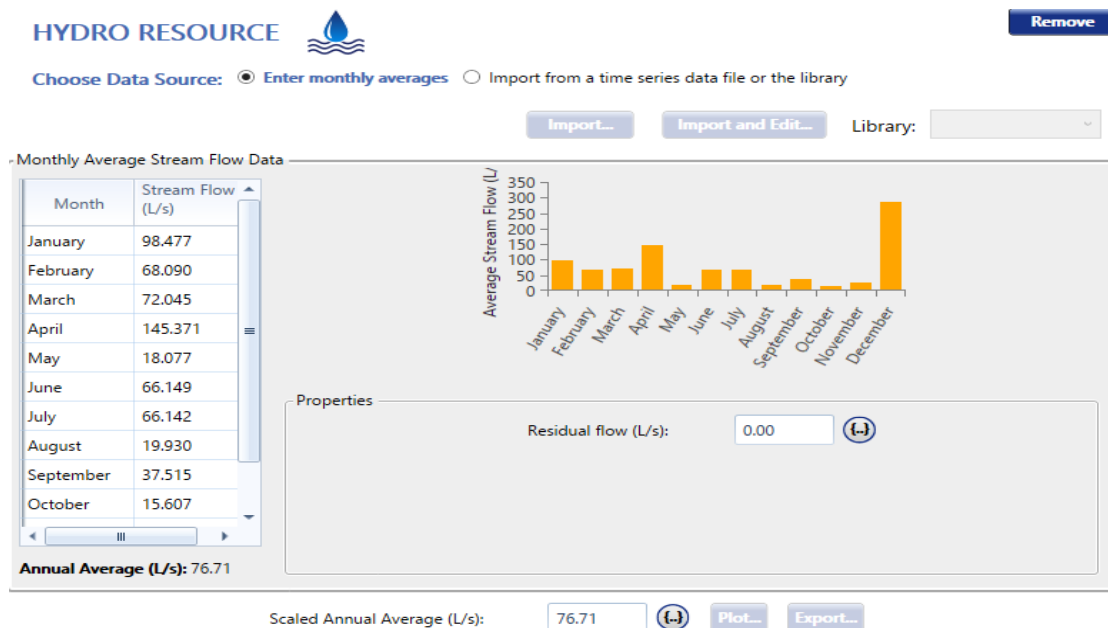 HYDRO RESOURCE
Remove
Choose Data Source: Enter monthly averages Import from a time series data file or the library
Import... Import and Edit... Library:
Monthly Average Stream Flow Data
Month Stream Flow (L/s)
January 98.477
February 68.090
March 72.045
April 145.371
May 18.077
June 66.149
July 66.142
August 19.930
September 37.515
October 15.607
Annual Average (L/s): 76.71
Average Stream Flow (L/
350
300
250
200
150
100
50
0
January February March April May June July August September October November December
Properties
Residual flow (L/s): 0.00 {..}
Scaled Annual Average (L/s): 76.71 {..} Plot... Export...